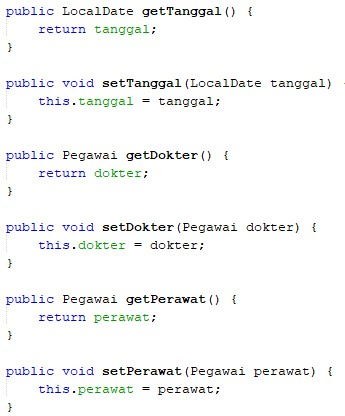 public LocalDate getTanggal() {
    return tanggal;
}

public void setTanggal(LocalDate tanggal) {
    this.tanggal = tanggal;
}

public Pegawai getDokter() {
    return dokter;
}

public void setDokter(Pegawai dokter) {
    this.dokter = dokter;
}

public Pegawai getPerawat() {
    return perawat;
}

public void setPerawat(Pegawai perawat) {
    this.perawat = perawat;
}